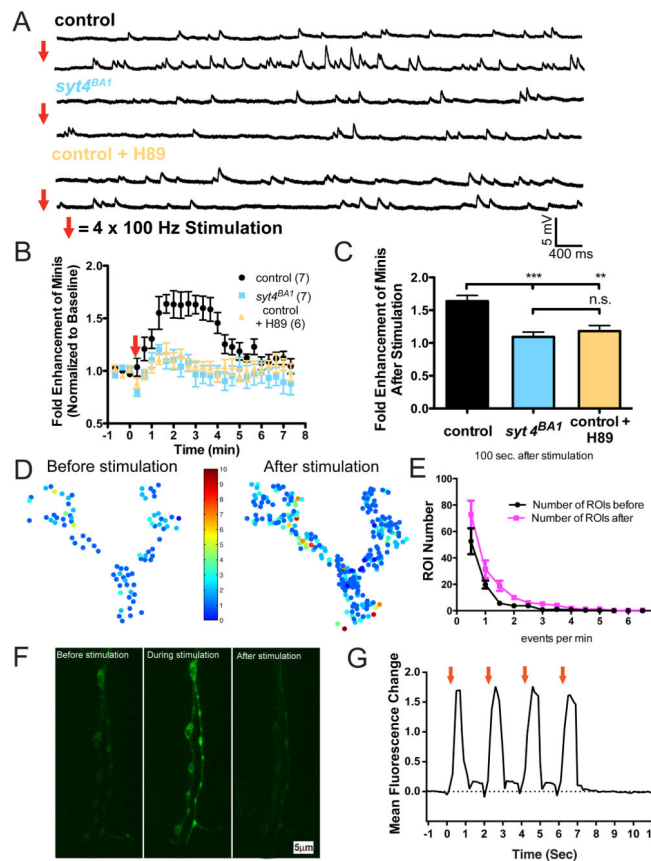 A
control
syt4^BA1
control + H89
= 4 x 100 Hz Stimulation
5 mV
400 ms
B
Fold Enhancement of Minis
(Normalized to Baseline)
2.0
1.5
1.0
0.5
control (7)
syt4^BA1 (7)
control
+ H89 (6)
-1 0 1 2 3 4 5 6 7 8
Time (min)
C
Fold Enhancement of Minis
After Stimulation
2.0
1.5
1.0
0.5
0.0
***
**
n.s.
control
syt4^BA1
control +
H89
100 sec. after stimulation
D
Before stimulation
After stimulation
10
9
8
7
6
5
4
3
2
1
0
E
ROI Number
100
80
60
40
20
0
Number of ROIs before
Number of ROIs after
0 1 2 3 4 5 6
events per min
F
Before stimulation
During stimulation
After stimulation
5µm
G
Mean Fluorescence Change
2.0
1.5
1.0
0.5
0.0
-1 0 1 2 3 4 5 6 7 8 9 10
Time (Sec)